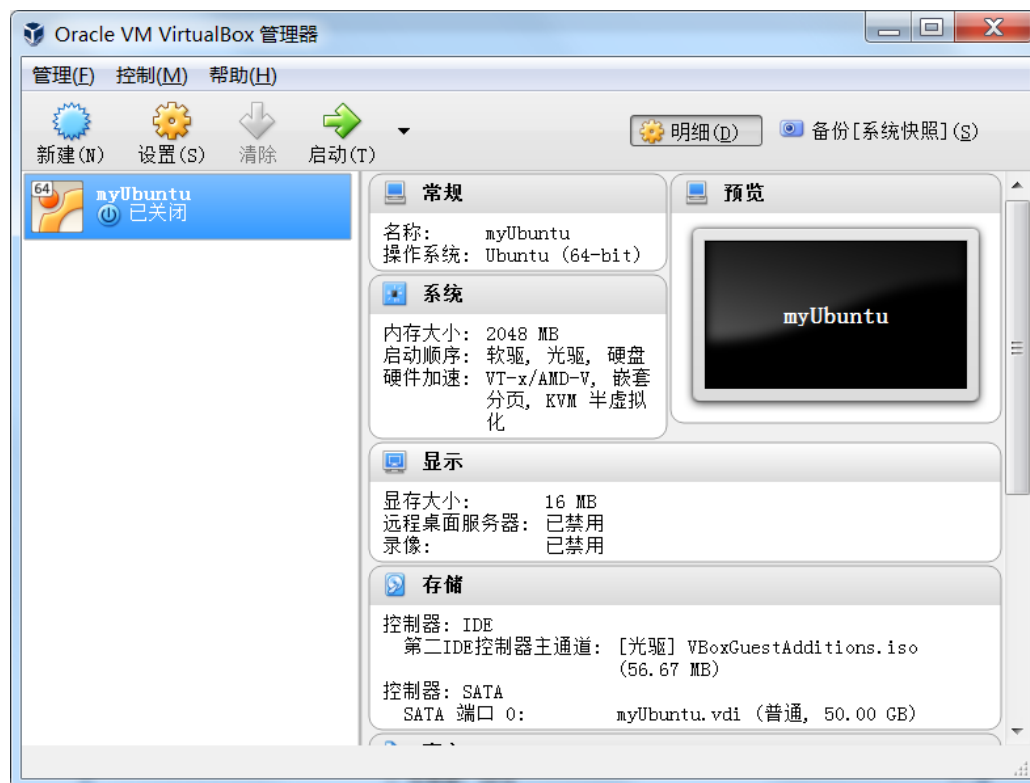 Oracle VM VirtualBox 管理器
管理(F) 控制(M) 帮助(H)
新建(N) 设置(S) 清除 启动(T) 明细(D) 备份[系统快照](S)
64
myUbuntu
已关闭
常规
名称: myUbuntu
操作系统: Ubuntu (64-bit)
预览
myUbuntu
系统
内存大小: 2048 MB
启动顺序: 软驱, 光驱, 硬盘
硬件加速: VT-x/AMD-V, 嵌套
分页, KVM 半虚拟
化
显示
显存大小: 16 MB
远程桌面服务器: 已禁用
录像: 已禁用
存储
控制器: IDE
第二IDE控制器主通道: [光驱] VBoxGuestAdditions.iso
(56.67 MB)
控制器: SATA
SATA 端口 0: myUbuntu.vdi (普通, 50.00 GB)